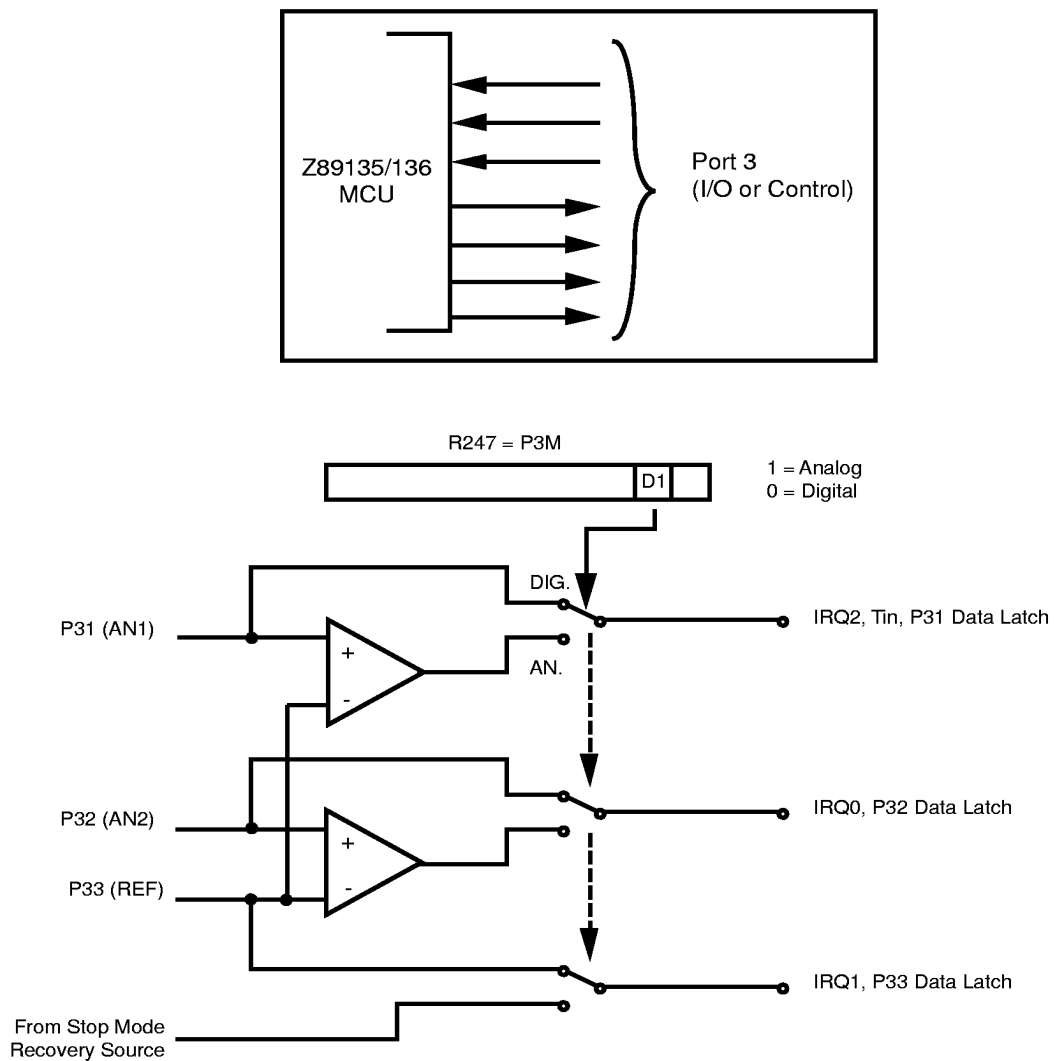 Z89135/136
MCU
Port 3
(I/O or Control)
R247 = P3M
D1
1 = Analog
0 = Digital
DIG.
P31 (AN1)
+
-
AN.
IRQ2, Tin, P31 Data Latch
P32 (AN2)
+
-
IRQ0, P32 Data Latch
P33 (REF)
IRQ1, P33 Data Latch
From Stop Mode
Recovery Source